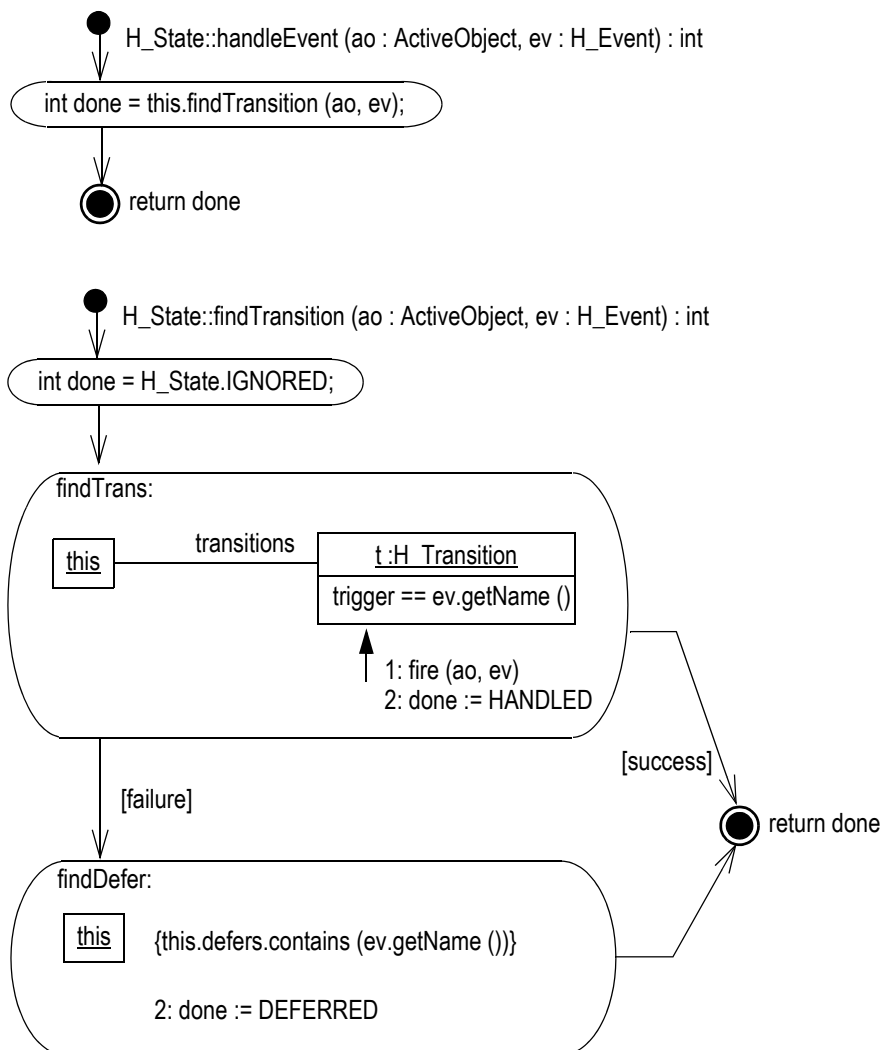 H_State::handleEvent (ao : ActiveObject, ev : H_Event) : int
int done = this.findTransition (ao, ev);
return done
H_State::findTransition (ao : ActiveObject, ev : H_Event) : int
int done = H_State.IGNORED;
findTrans:
this
transitions
t :H_Transition
trigger == ev.getName ()
1: fire (ao, ev)
2: done := HANDLED
[success]
[failure]
return done
findDefer:
this
{this.defers.contains (ev.getName ())}
2: done := DEFERRED